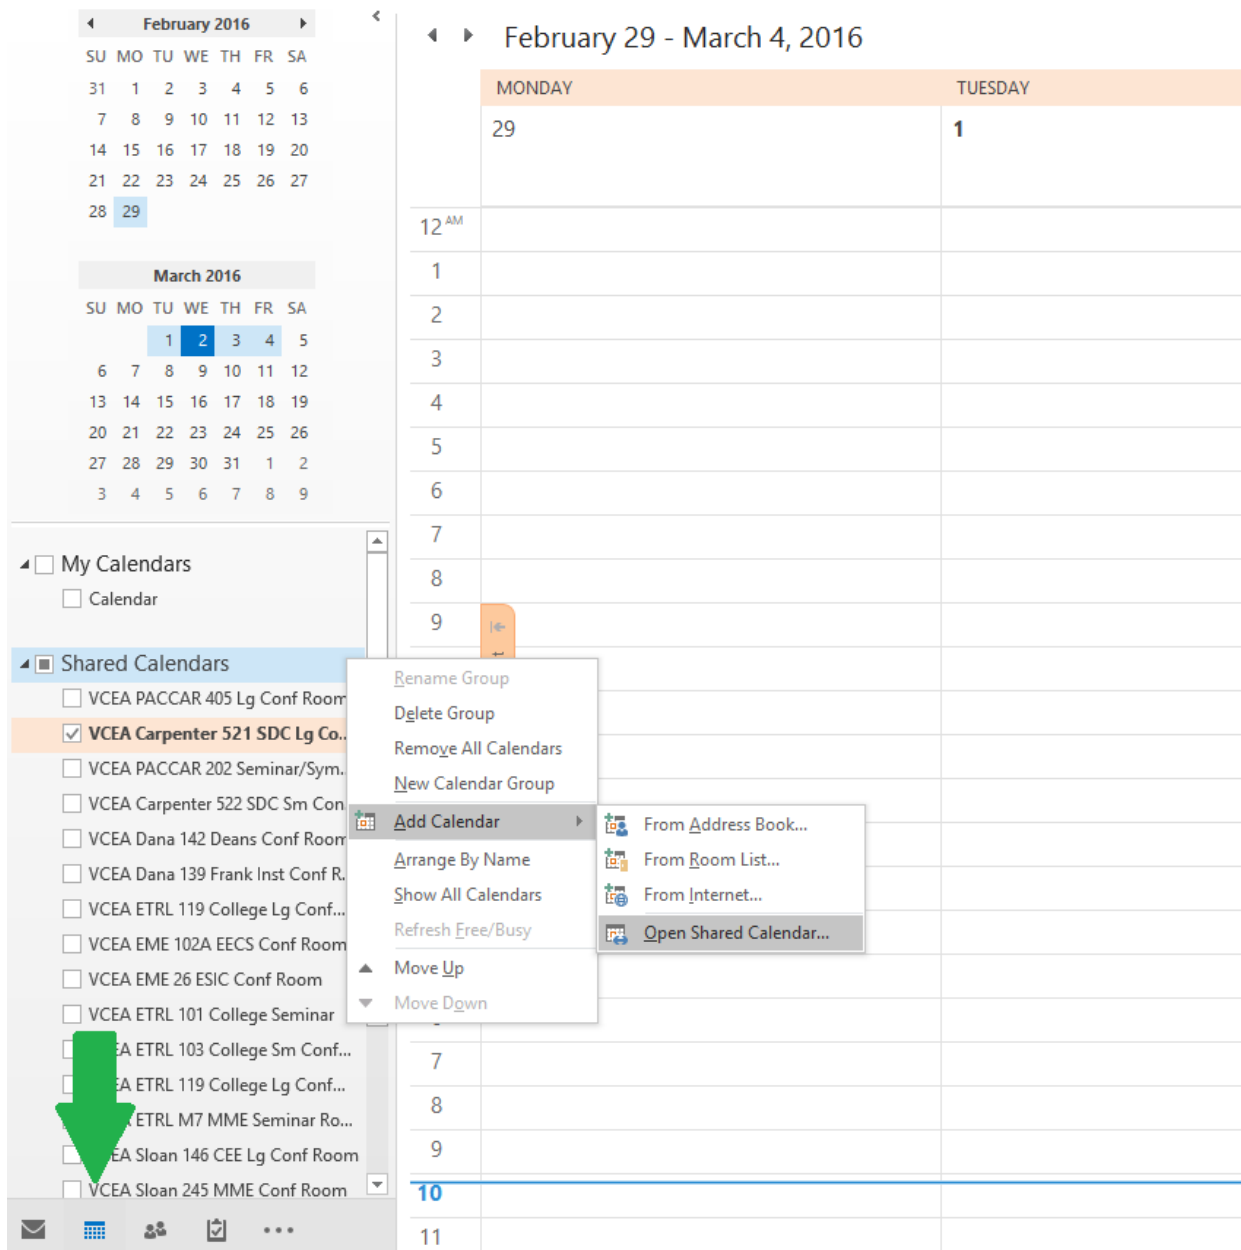 February 2016
SU MO TU WE TH FR SA
31 1 2 3 4 5 6
7 8 9 10 11 12 13
14 15 16 17 18 19 20
21 22 23 24 25 26 27
28 29
March 2016
SU MO TU WE TH FR SA
1 2 3 4 5
6 7 8 9 10 11 12
13 14 15 16 17 18 19
20 21 22 23 24 25 26
27 28 29 30 31 1 2
3 4 5 6 7 8 9
My Calendars
Calendar
Shared Calendars
VCEA PACCAR 405 Lg Conf Room
VCEA Carpenter 521 SDC Lg Co...
VCEA PACCAR 202 Seminar/Sym...
VCEA Carpenter 522 SDC Sm Con
VCEA Dana 142 Deans Conf Room
VCEA Dana 139 Frank Inst Conf R.
VCEA ETRL 119 College Lg Conf...
VCEA EME 102A EECS Conf Room
VCEA EME 26 ESIC Conf Room
VCEA ETRL 101 College Seminar
EA ETRL 103 College Sm Conf...
EA ETRL 119 College Lg Conf...
ETRL M7 MME Seminar Ro...
EA Sloan 146 CEE Lg Conf Room
VCEA Sloan 245 MME Conf Room
Rename Group
Delete Group
Remove All Calendars
New Calendar Group
Add Calendar
Arrange By Name
Show All Calendars
Refresh Free/Busy
Move Up
Move Down
From Address Book...
From Room List...
From Internet...
Open Shared Calendar...
February 29 - March 4, 2016
MONDAY TUESDAY
29 1
12 AM
1
2
3
4
5
6
7
8
9
t
7
8
9
10
11